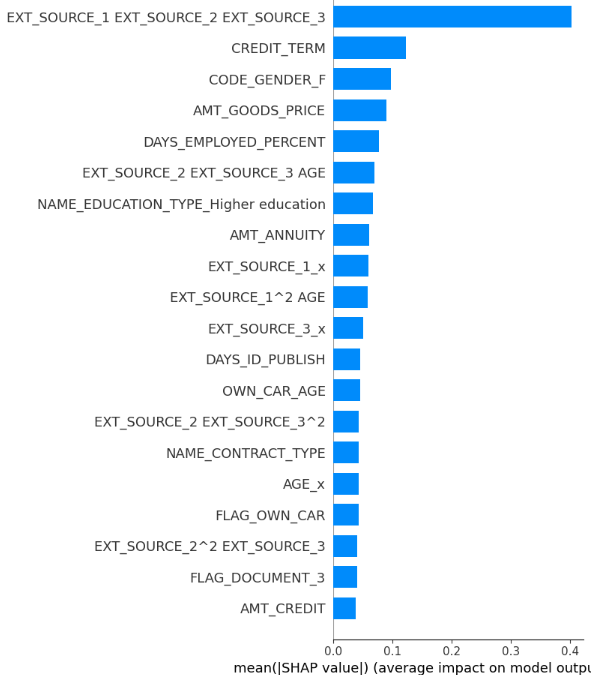 EXT_SOURCE_1 EXT_SOURCE_2 EXT_SOURCE_3
CREDIT_TERM
CODE_GENDER_F
AMT_GOODS_PRICE
DAYS_EMPLOYED_PERCENT
EXT_SOURCE_2 EXT_SOURCE_3 AGE
NAME_EDUCATION_TYPE_Higher education
AMT_ANNUITY
EXT_SOURCE_1_x
EXT_SOURCE_1^2 AGE
EXT_SOURCE_3_x
DAYS_ID_PUBLISH
OWN_CAR_AGE
EXT_SOURCE_2 EXT_SOURCE_3^2
NAME_CONTRACT_TYPE
AGE_x
FLAG_OWN_CAR
EXT_SOURCE_2^2 EXT_SOURCE_3
FLAG_DOCUMENT_3
AMT_CREDIT
0.0 0.1 0.2 0.3 0.4
mean(|SHAP value|) (average impact on model outpu